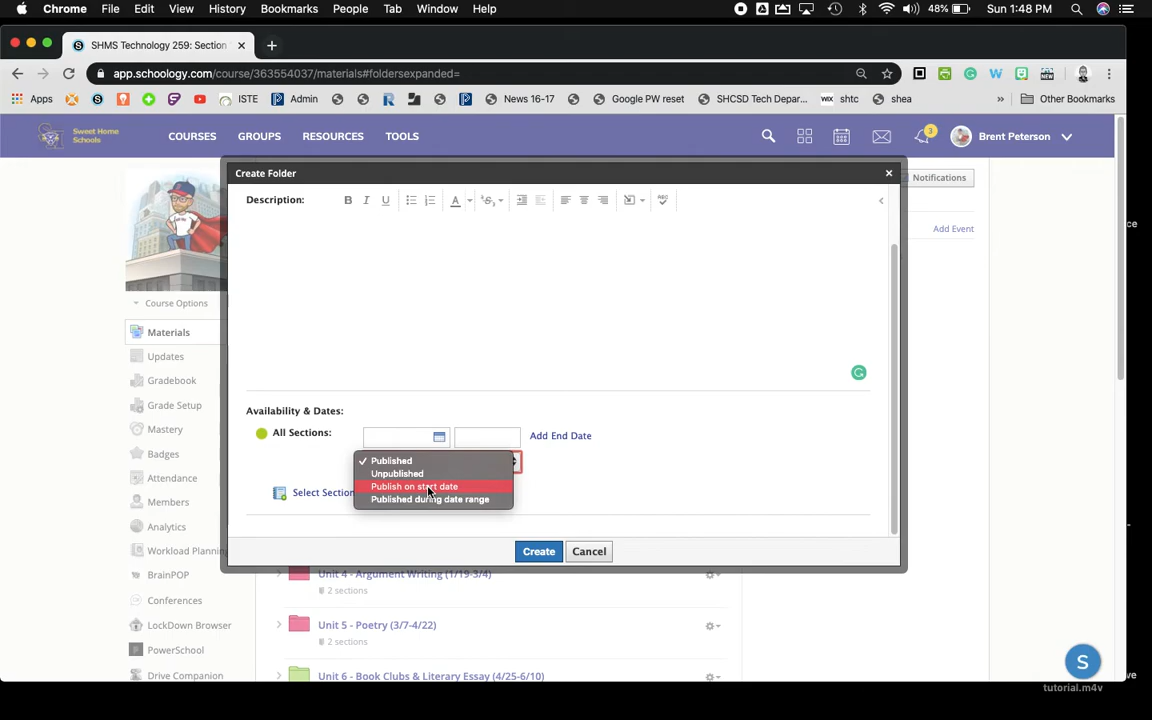 Chrome File Edit View History Bookmarks People Tab Window Help 48% Sun 1:48 PM
SHMS Technology 259: Section
app.schoology.com/course/363554037/materials#foldersexpanded=
Apps ISTE Admin News 16-17 Google PW reset SHCSD Tech Depar... WIX shtc shea » Other Bookmarks
Sweet Home Schools COURSES GROUPS RESOURCES TOOLS 3 Brent Peterson
Create Folder
Notifications
Description: B I U A
Add Event
Course Options
Materials
Updates
Gradebook
Grade Setup
Mastery
Badges
Attendance
Members
Analytics
Workload Planning
BrainPOP
Conferences
LockDown Browser
PowerSchool
Drive Companion
Availability & Dates:
All Sections: Add End Date
✓ Published
Unpublished
Publish on start date
Published during date range
Select Section
Create Cancel
Unit 4 - Argument Writing (1/19-3/4)
2 sections
Unit 5 - Poetry (3/7-4/22)
2 sections
Unit 6 - Book Clubs & Literary Essay (4/25-6/10)
S
tutorial.m4v